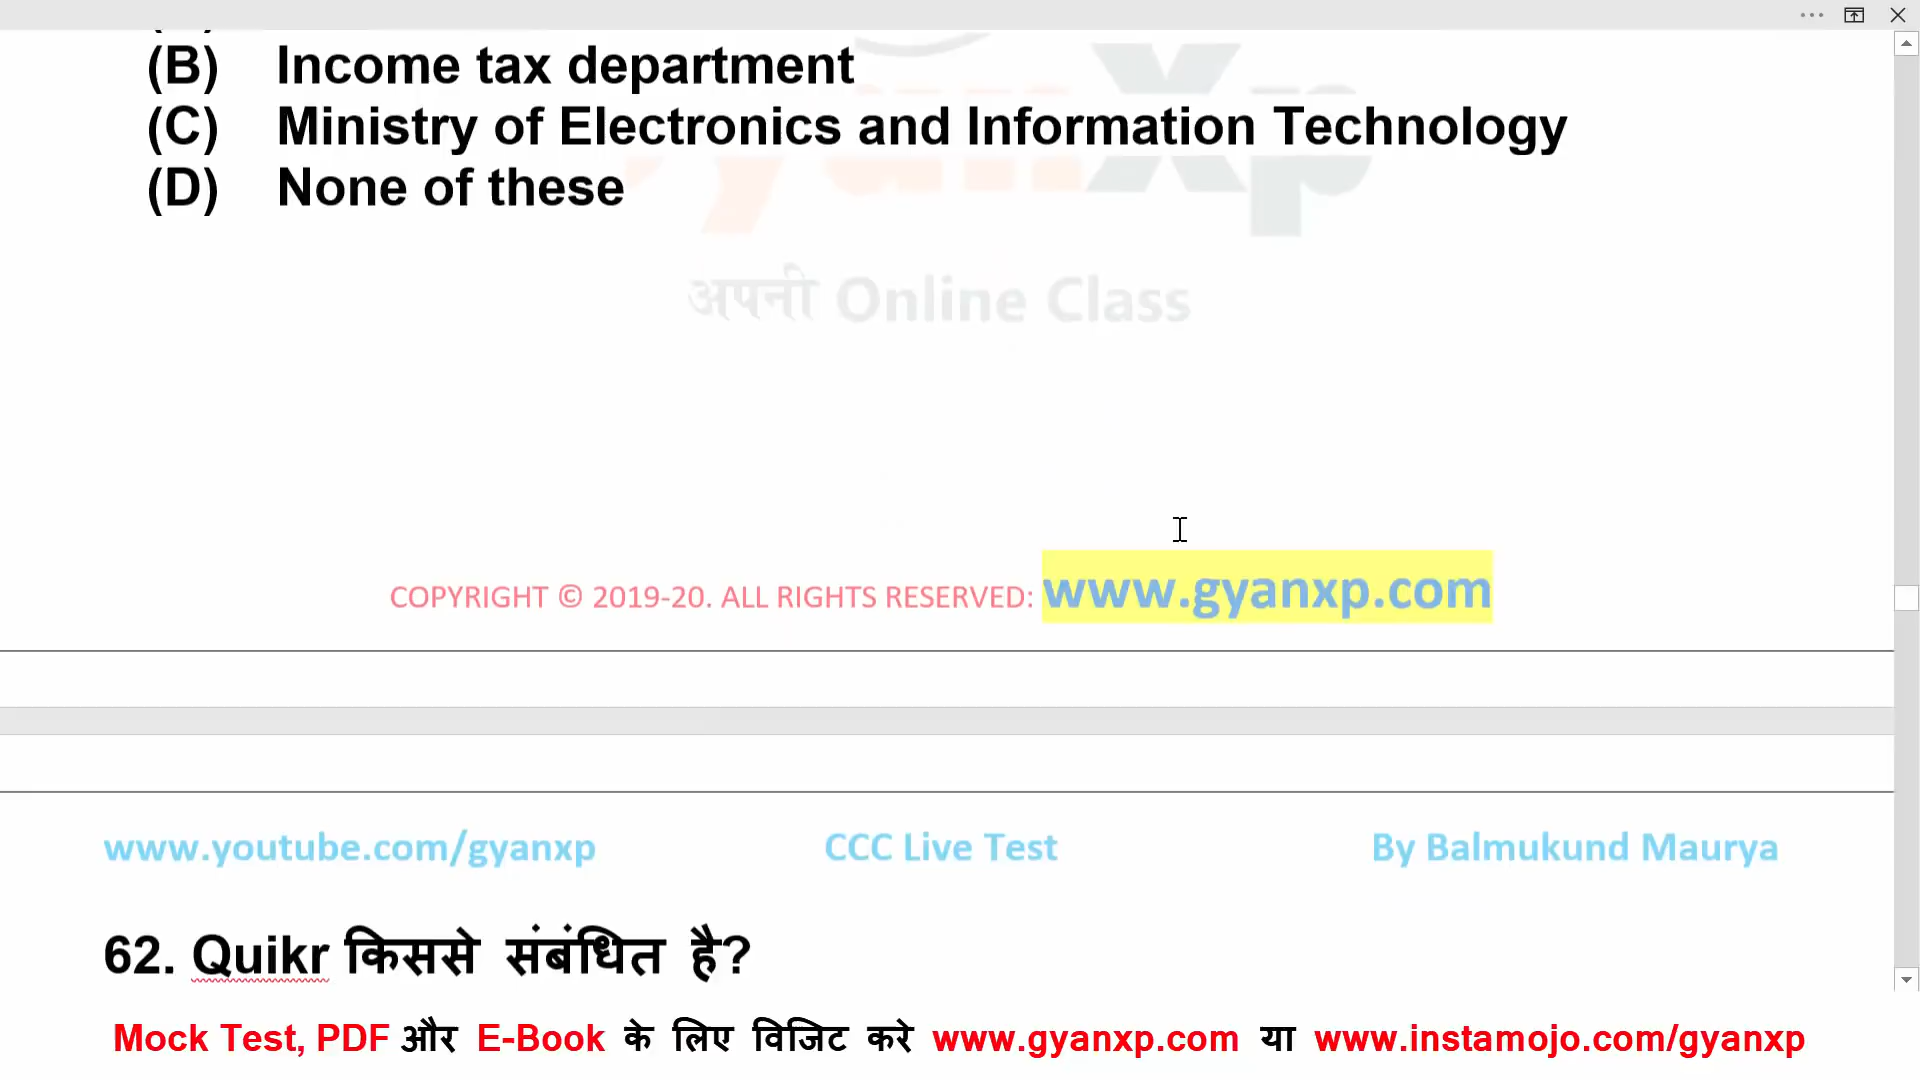 (B) Income tax department
(C) Ministry of Electronics and Information Technology
(D) None of these
gyanXp
अपनी Online Class
COPYRIGHT © 2019-20. ALL RIGHTS RESERVED: www.gyanxp.com
www.youtube.com/gyanxp CCC Live Test By Balmukund Maurya
62. Quikr किससे संबंधित है?
Mock Test, PDF और E-Book के लिए विजिट करे www.gyanxp.com या www.instamojo.com/gyanxp